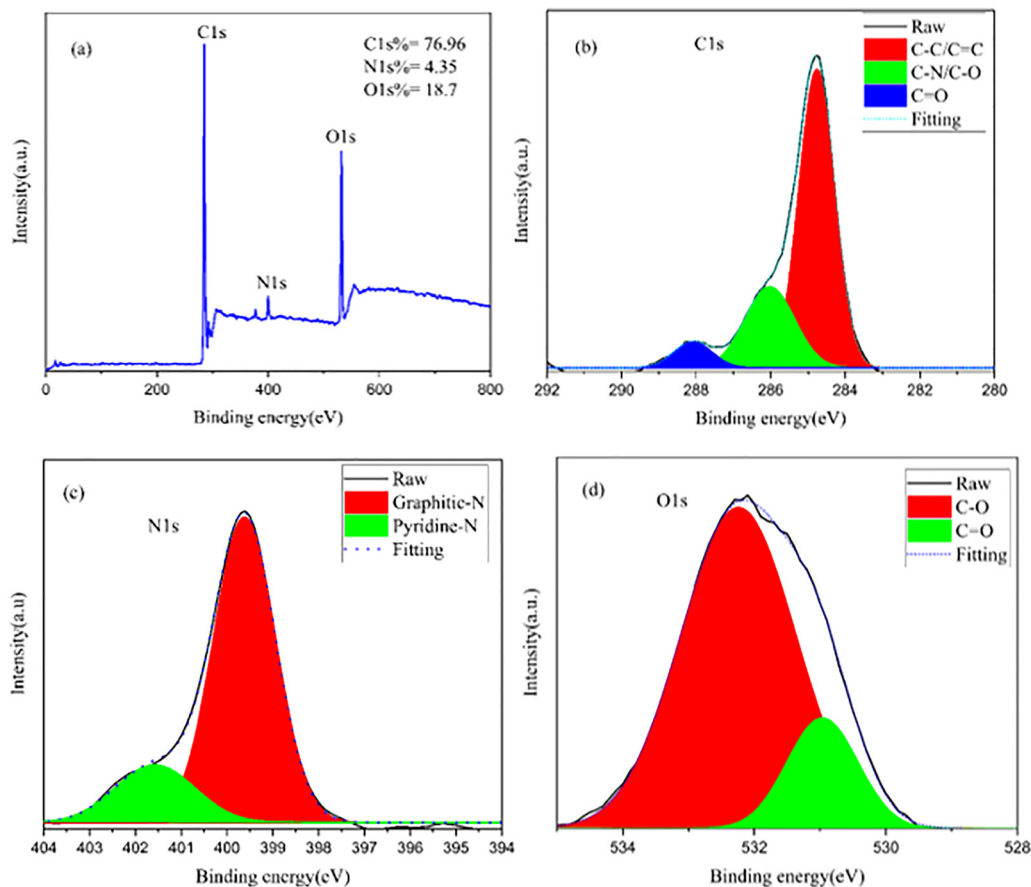 (a)
C1s
C1s%= 76.96
N1s%= 4.35
O1s%= 18.7
O1s
N1s
Intensity(a.u.)
0 200 400 600 800
Binding energy(eV)
(b)
C1s
Raw
C-C/C=C
C-N/C-O
C=O
Fitting
Intensity(a.u.)
292 290 288 286 284 282 280
Binding energy(eV)
(c)
N1s
Raw
Graphitic-N
Pyridine-N
Fitting
Intensity(a.u)
404 403 402 401 400 399 398 397 396 395 394
Binding energy(eV)
(d)
O1s
Raw
C-O
C=O
Fitting
Intensity(a.u.)
534 532 530 528
Binding energy(eV)